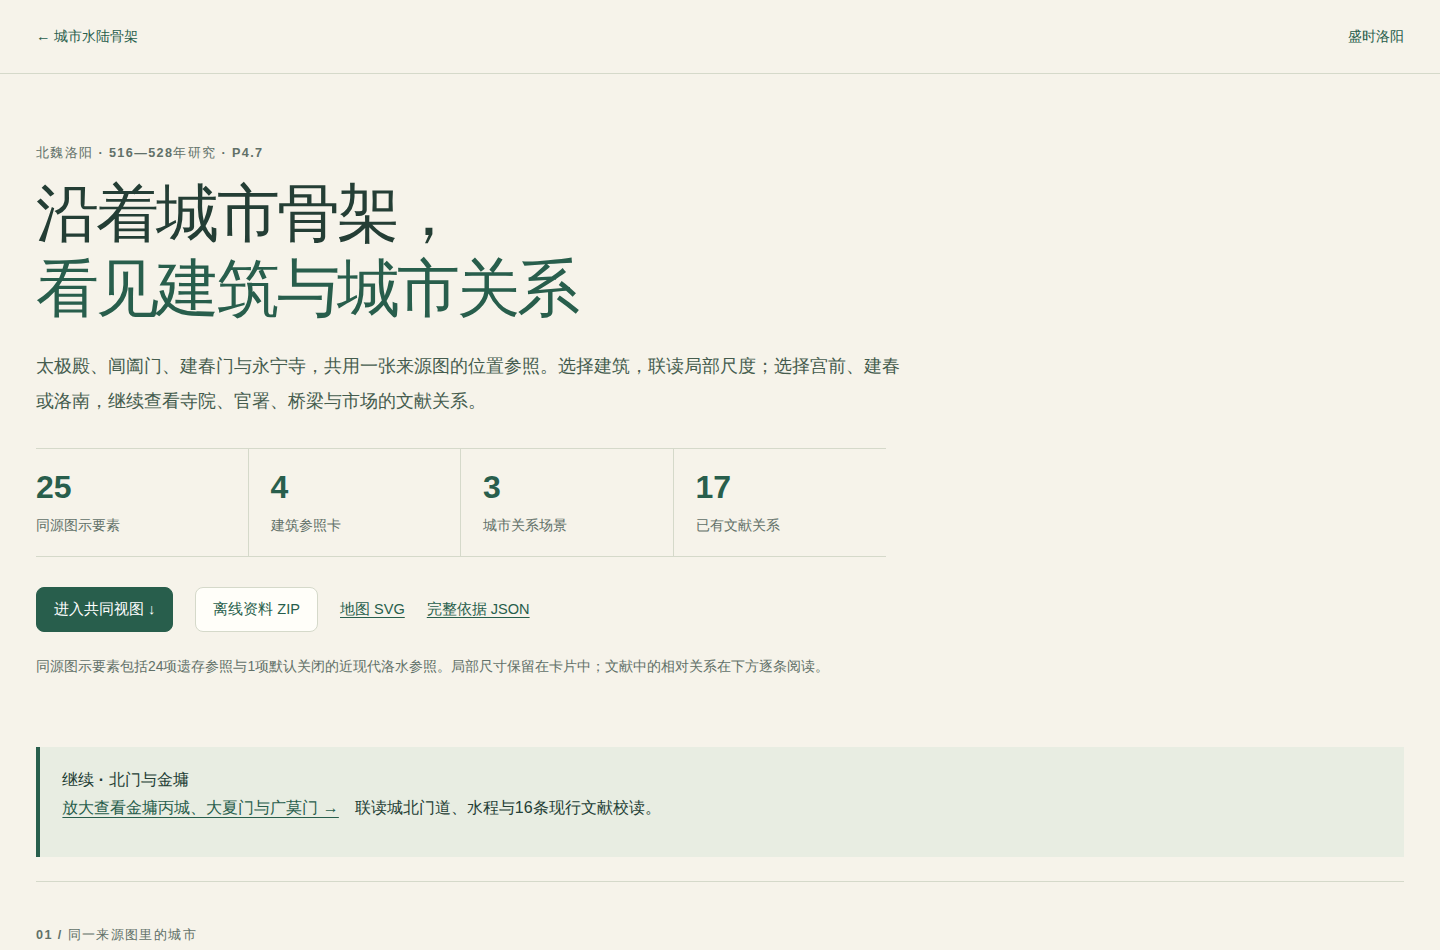 ← 城市水陆骨架
盛时洛阳
北魏洛阳 · 516—528年研究 · P4.7
沿着城市骨架，
看见建筑与城市关系
太极殿、阊阖门、建春门与永宁寺，共用一张来源图的位置参照。选择建筑，联读局部尺度；选择宫前、建春
或洛南，继续查看寺院、官署、桥梁与市场的文献关系。
25
同源图示要素
4
建筑参照卡
3
城市关系场景
17
已有文献关系
进入共同视图 ↓
离线资料 ZIP
地图 SVG
完整依据 JSON
同源图示要素包括24项遗存参照与1项默认关闭的近现代洛水参照。局部尺寸保留在卡片中；文献中的相对关系在下方逐条阅读。
继续 · 北门与金墉
放大查看金墉丙城、大夏门与广莫门 → 联读城北门道、水程与16条现行文献校读。
01 / 同一来源图里的城市